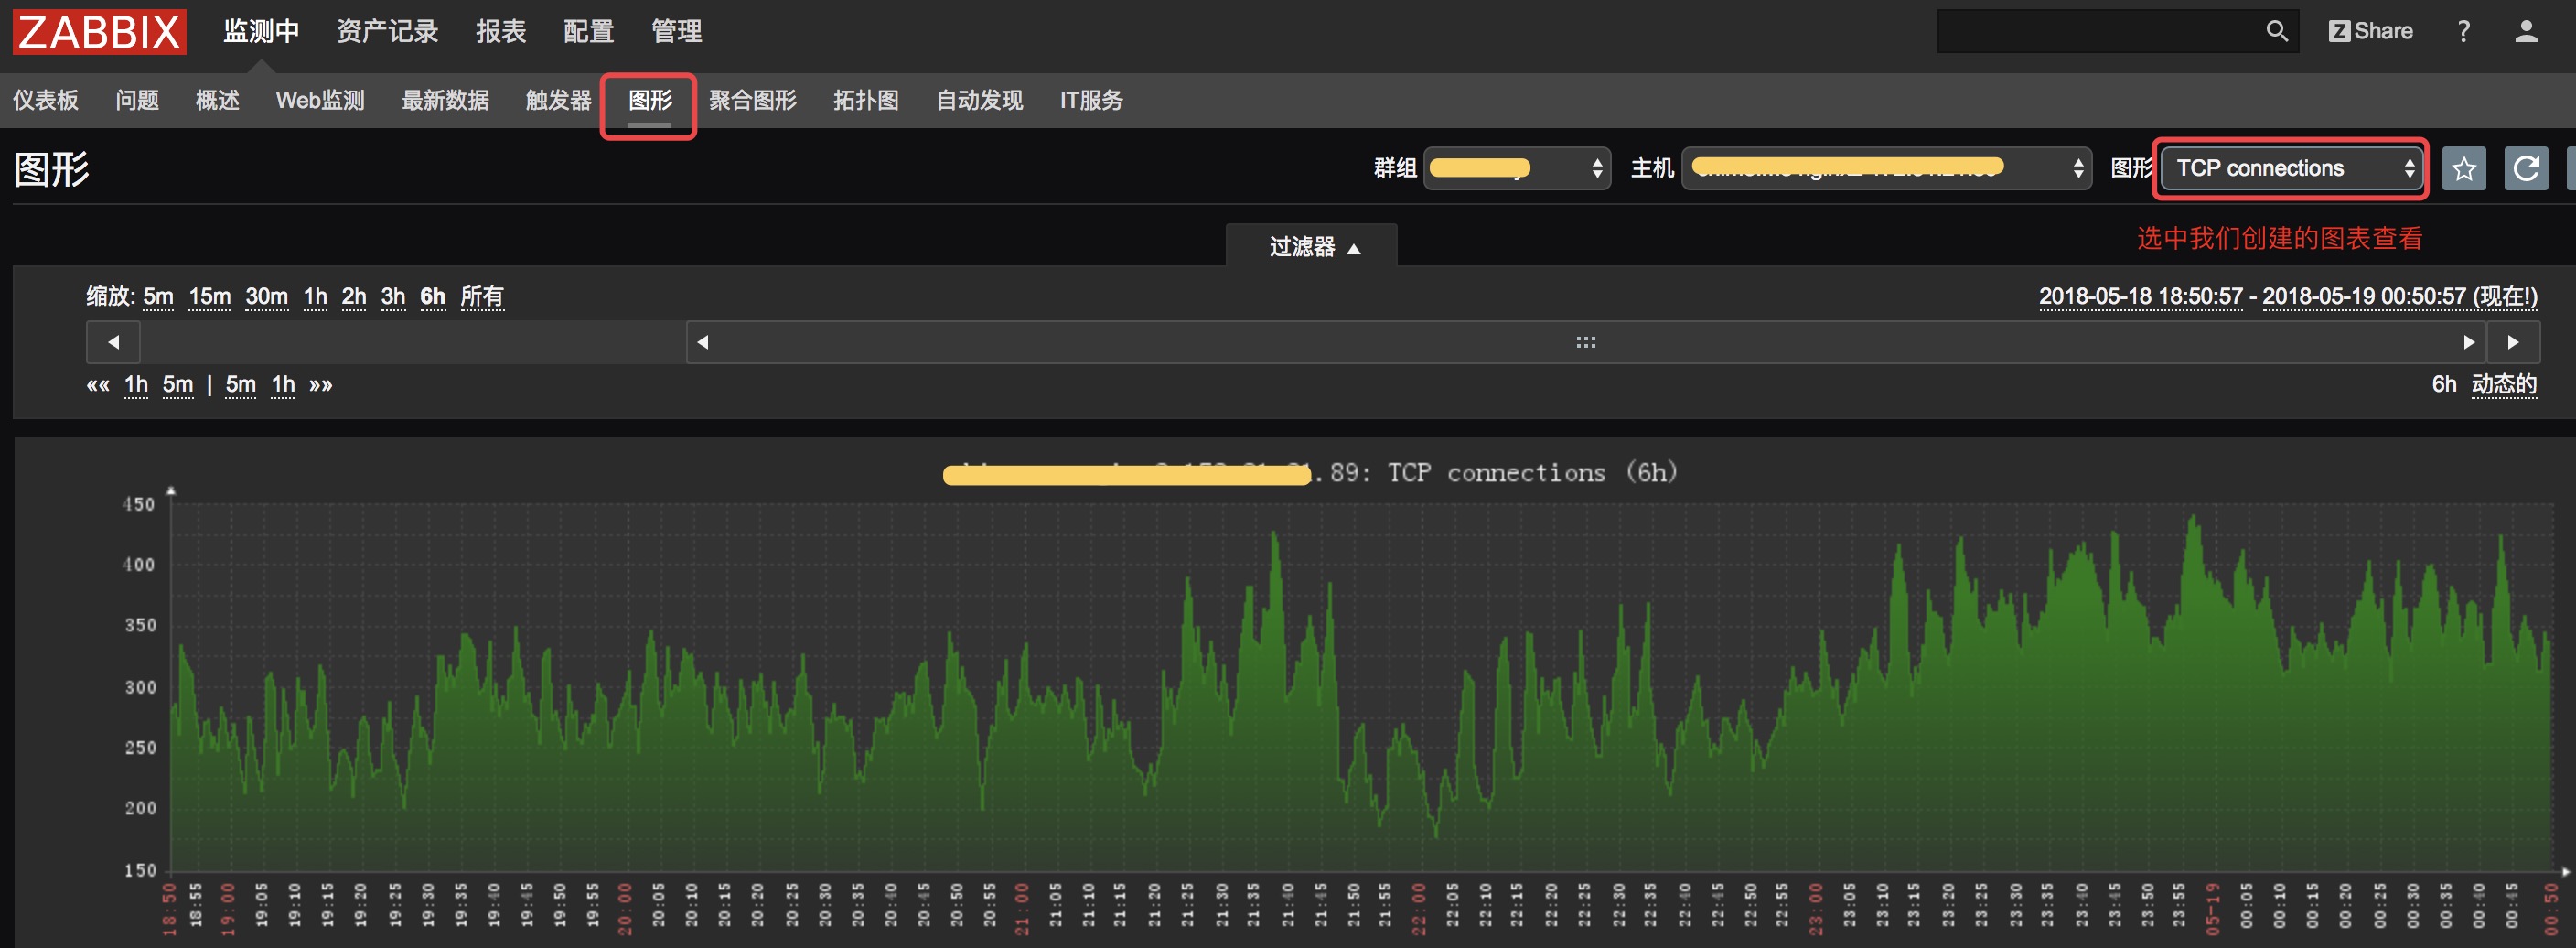 ZABBIX 监测中 资产记录 报表 配置 管理 Z Share ?
仪表板 问题 概述 Web监测 最新数据 触发器 图形 聚合图形 拓扑图 自动发现 IT服务
图形 群组 主机 图形 TCP connections
过滤器
选中我们创建的图表查看
缩放: 5m 15m 30m 1h 2h 3h 6h 所有 2018-05-18 18:50:57 - 2018-05-19 00:50:57 (现在!)
«« 1h 5m | 5m 1h »» 6h 动态的
.89: TCP connections (6h)
450
400
350
300
250
200
150
18:50 18:55 19:00 19:05 19:10 19:15 19:20 19:25 19:30 19:35 19:40 19:45 19:50 19:55 20:00 20:05 20:10 20:15 20:20 20:25 20:30 20:35 20:40 20:45 20:50 20:55 21:00 21:05 21:10 21:15 21:20 21:25 21:30 21:35 21:40 21:45 21:50 21:55 22:00 22:05 22:10 22:15 22:20 22:25 22:30 22:35 22:40 22:45 22:50 22:55 23:00 23:05 23:10 23:15 23:20 23:25 23:30 23:35 23:40 23:45 23:50 23:55 05-19 00:05 00:10 00:15 00:20 00:25 00:30 00:35 00:40 00:45 00:50